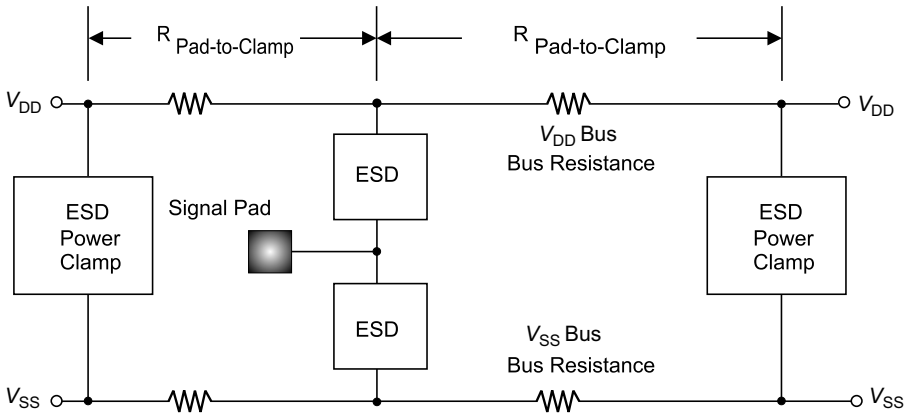 R Pad-to-Clamp
R Pad-to-Clamp
VDD
VDD
VDD Bus
Bus Resistance
ESD
ESD
Power
Clamp
Signal Pad
ESD
Power
Clamp
ESD
VSS Bus
Bus Resistance
VSS
VSS